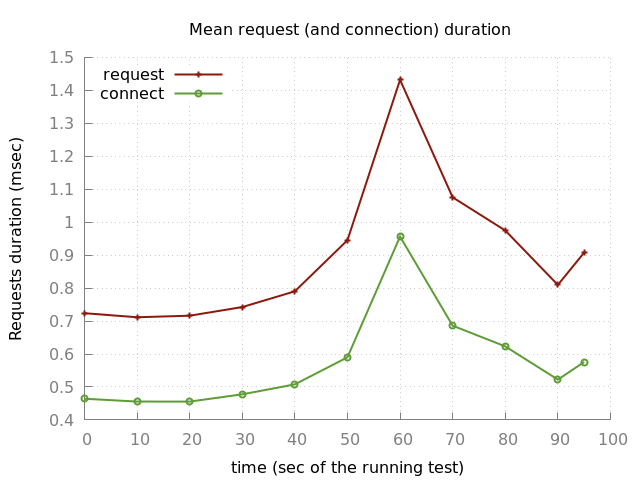 Mean request (and connection) duration
request
connect
1.5
1.4
1.3
1.2
1.1
1
0.9
0.8
0.7
0.6
0.5
0.4
Requests duration (msec)
0 10 20 30 40 50 60 70 80 90 100
time (sec of the running test)